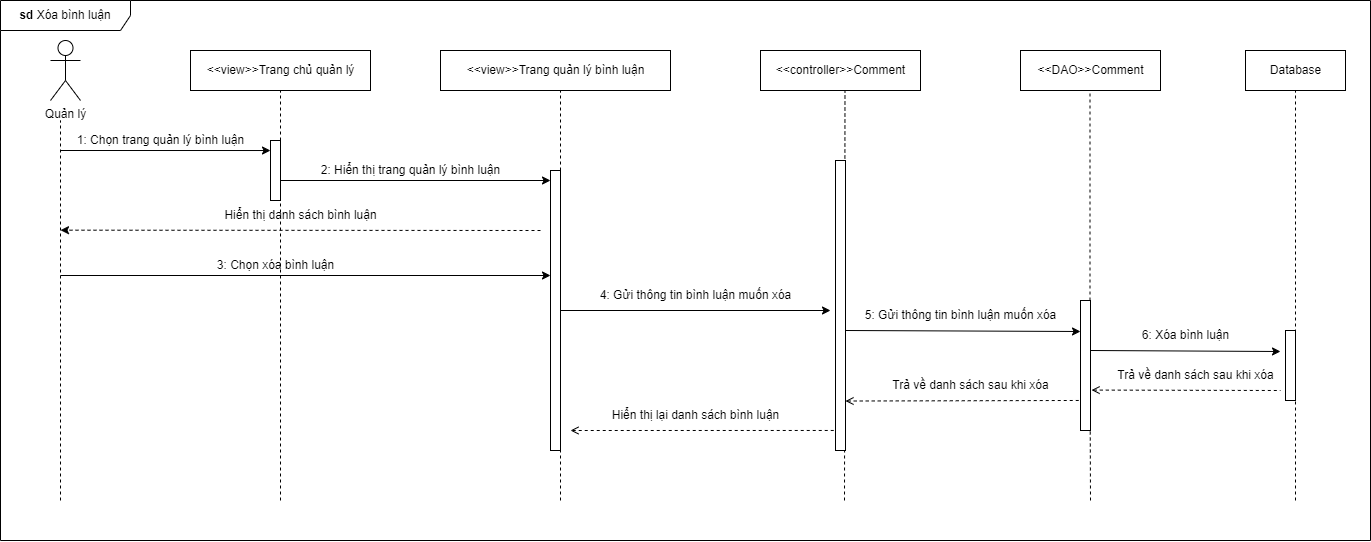 sd Xóa bình luận
<<view>>Trang chủ quản lý
<<view>>Trang quản lý bình luận
<<controller>>Comment
<<DAO>>Comment
Database
Quản lý
1: Chọn trang quản lý bình luận
2: Hiển thị trang quản lý bình luận
Hiển thị danh sách bình luận
3: Chọn xóa bình luận
4: Gửi thông tin bình luận muốn xóa
5: Gửi thông tin bình luận muốn xóa
6: Xóa bình luận
Trả về danh sách sau khi xóa
Trả về danh sách sau khi xóa
Hiển thị lại danh sách bình luận